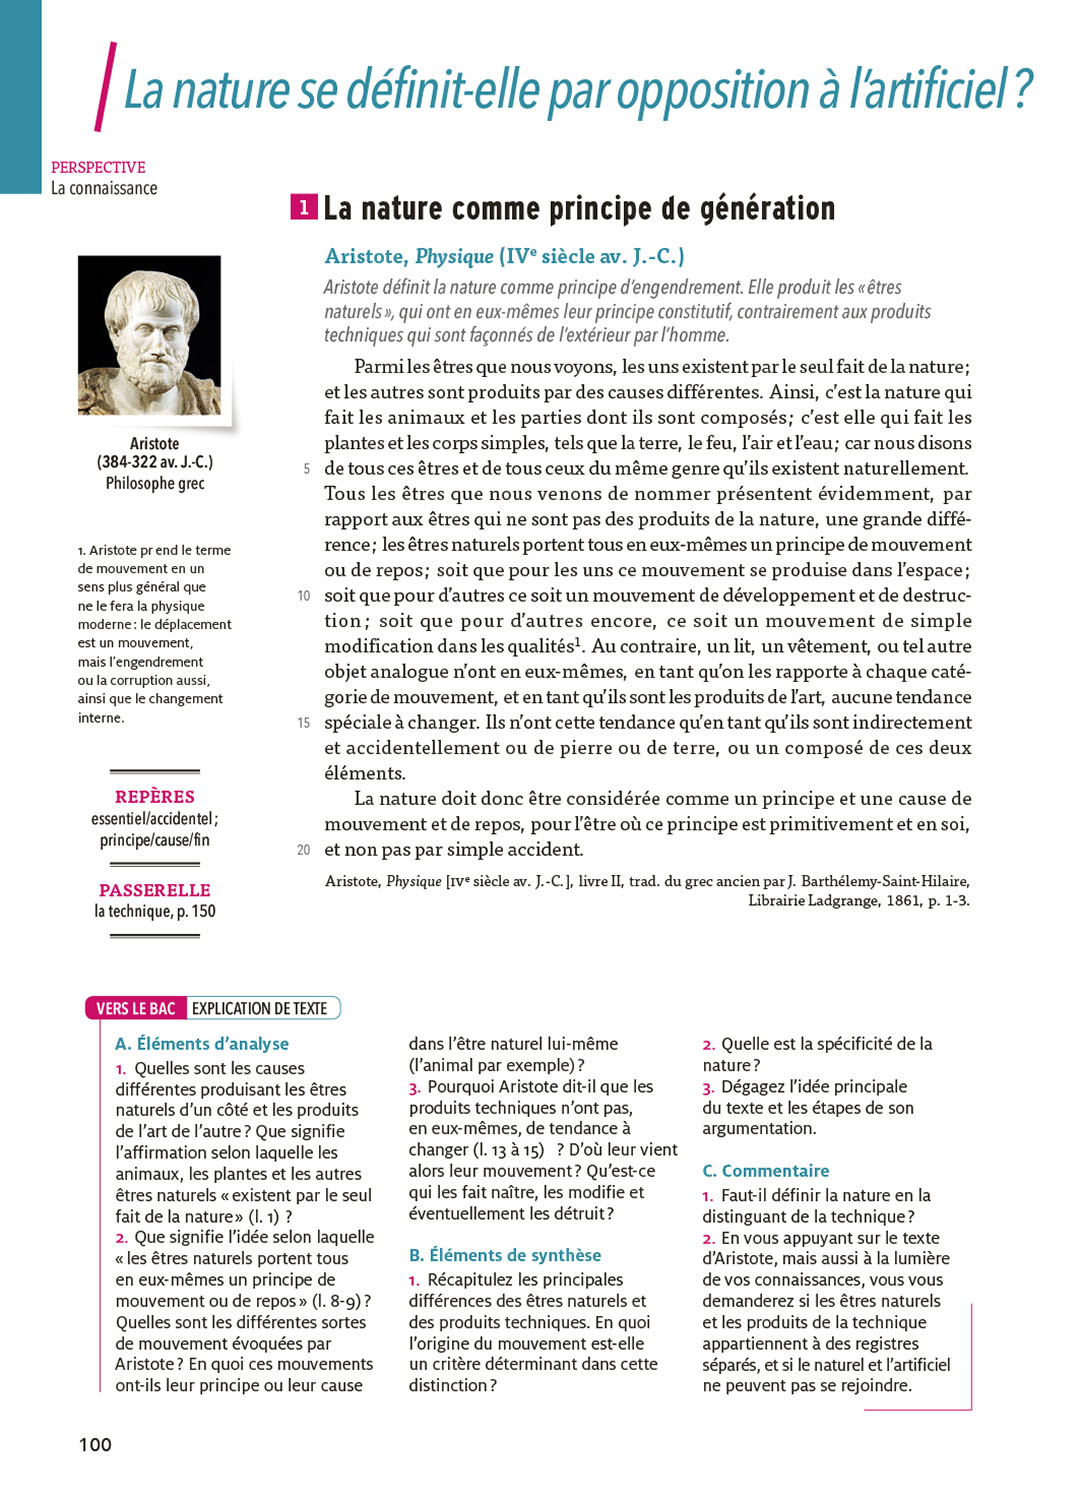 La nature se définit-elle par opposition à l'artificiel ?
PERSPECTIVE
La connaissance
1 La nature comme principe de génération
Aristote, Physique (IVe siècle av. J.-C.)
Aristote définit la nature comme principe d'engendrement. Elle produit les « êtres
naturels », qui ont en eux-mêmes leur principe constitutif, contrairement aux produits
techniques qui sont façonnés de l'extérieur par l'homme.
Parmi les êtres que nous voyons, les uns existent par le seul fait de la nature ;
et les autres sont produits par des causes différentes. Ainsi, c'est la nature qui
fait les animaux et les parties dont ils sont composés ; c'est elle qui fait les
plantes et les corps simples, tels que la terre, le feu, l'air et l'eau ; car nous disons
5 de tous ces êtres et de tous ceux du même genre qu'ils existent naturellement.
Tous les êtres que nous venons de nommer présentent évidemment, par
rapport aux êtres qui ne sont pas des produits de la nature, une grande diffé-
rence ; les êtres naturels portent tous en eux-mêmes un principe de mouvement
ou de repos ; soit que pour les uns ce mouvement se produise dans l'espace ;
10 soit que pour d'autres ce soit un mouvement de développement et de destruc-
tion ; soit que pour d'autres encore, ce soit un mouvement de simple
modification dans les qualités1. Au contraire, un lit, un vêtement, ou tel autre
objet analogue n'ont en eux-mêmes, en tant qu'on les rapporte à chaque caté-
gorie de mouvement, et en tant qu'ils sont les produits de l'art, aucune tendance
15 spéciale à changer. Ils n'ont cette tendance qu'en tant qu'ils sont indirectement
et accidentellement ou de pierre ou de terre, ou un composé de ces deux
éléments.
La nature doit donc être considérée comme un principe et une cause de
mouvement et de repos, pour l'être où ce principe est primitivement et en soi,
20 et non pas par simple accident.
Aristote, Physique [IVe siècle av. J.-C.], livre II, trad. du grec ancien par J. Barthélemy-Saint-Hilaire,
Librairie Ladgrange, 1861, p. 1-3.
Aristote
(384-322 av. J.-C.)
Philosophe grec
1. Aristote pr end le terme
de mouvement en un
sens plus général que
ne le fera la physique
moderne : le déplacement
est un mouvement,
mais l'engendrement
ou la corruption aussi,
ainsi que le changement
interne.
REPÈRES
essentiel/accidentel ;
principe/cause/fin
PASSERELLE
la technique, p. 150
VERS LE BAC EXPLICATION DE TEXTE
A. Éléments d'analyse
1. Quelles sont les causes
différentes produisant les êtres
naturels d'un côté et les produits
de l'art de l'autre ? Que signifie
l'affirmation selon laquelle les
animaux, les plantes et les autres
êtres naturels « existent par le seul
fait de la nature » (l. 1) ?
2. Que signifie l'idée selon laquelle
« les êtres naturels portent tous
en eux-mêmes un principe de
mouvement ou de repos » (l. 8-9) ?
Quelles sont les différentes sortes
de mouvement évoquées par
Aristote ? En quoi ces mouvements
ont-ils leur principe ou leur cause
dans l'être naturel lui-même
(l'animal par exemple) ?
3. Pourquoi Aristote dit-il que les
produits techniques n'ont pas,
en eux-mêmes, de tendance à
changer (l. 13 à 15) ? D'où leur vient
alors leur mouvement ? Qu'est-ce
qui les fait naître, les modifie et
éventuellement les détruit ?
B. Éléments de synthèse
1. Récapitulez les principales
différences des êtres naturels et
des produits techniques. En quoi
l'origine du mouvement est-elle
un critère déterminant dans cette
distinction ?
2. Quelle est la spécificité de la
nature ?
3. Dégagez l'idée principale
du texte et les étapes de son
argumentation.
C. Commentaire
1. Faut-il définir la nature en la
distinguant de la technique ?
2. En vous appuyant sur le texte
d'Aristote, mais aussi à la lumière
de vos connaissances, vous vous
demanderez si les êtres naturels
et les produits de la technique
appartiennent à des registres
séparés, et si le naturel et l'artificiel
ne peuvent pas se rejoindre.
100